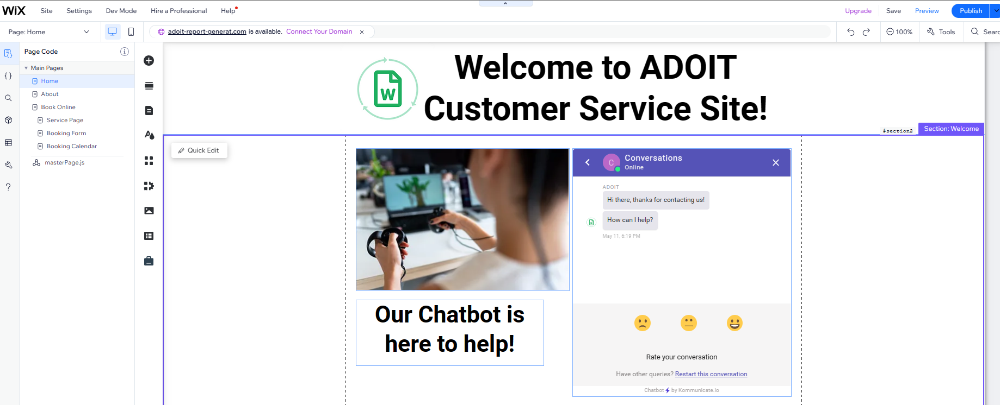 WiX
Site
Settings
Dev Mode
Hire a Professional
Help
Upgrade
Save
Preview
Publish
Page: Home
adoit-report-generat.com is available. Connect Your Domain
100%
Tools
Searc
Page Code
Main Pages
Home
About
Book Online
Service Page
Booking Form
Booking Calendar
masterPage.js
W
Welcome to ADOIT
Customer Service Site!
#section2
Section: Welcome
Quick Edit
C
Conversations
Online
ADOIT
Hi there, thanks for contacting us!
How can I help?
May 11, 6:19 PM
Our Chatbot is
here to help!
Rate your conversation
Have other queries? Restart this conversation
Chatbot by Kommunicate.io